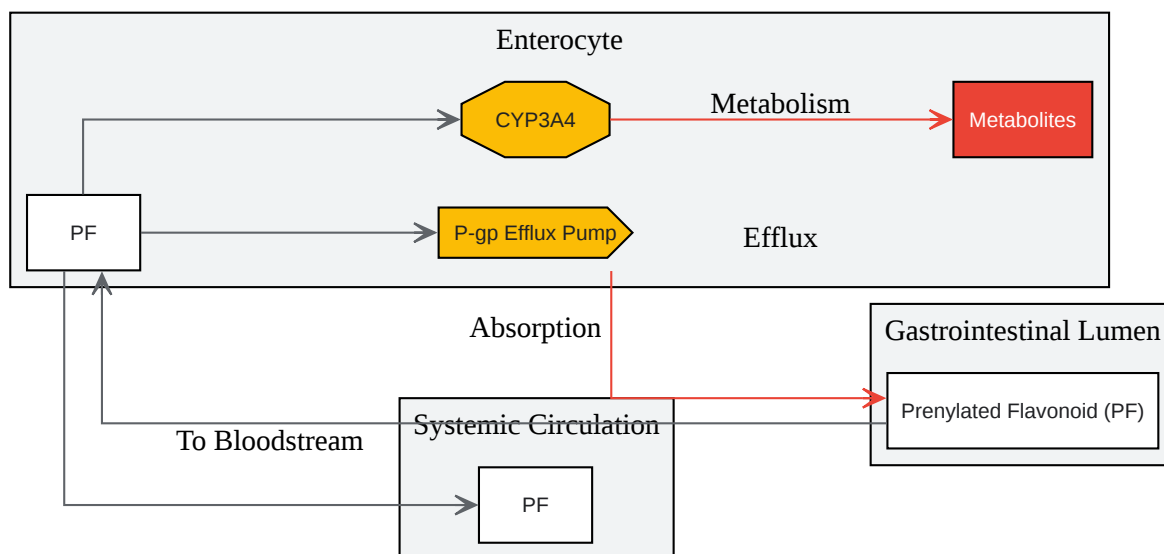 Enterocyte
CYP3A4
Metabolism
Metabolites
PF
P-gp Efflux Pump
Efflux
Absorption
Gastrointestinal Lumen
Prenylated Flavonoid (PF)
Systemic Circulation
To Bloodstream
PF